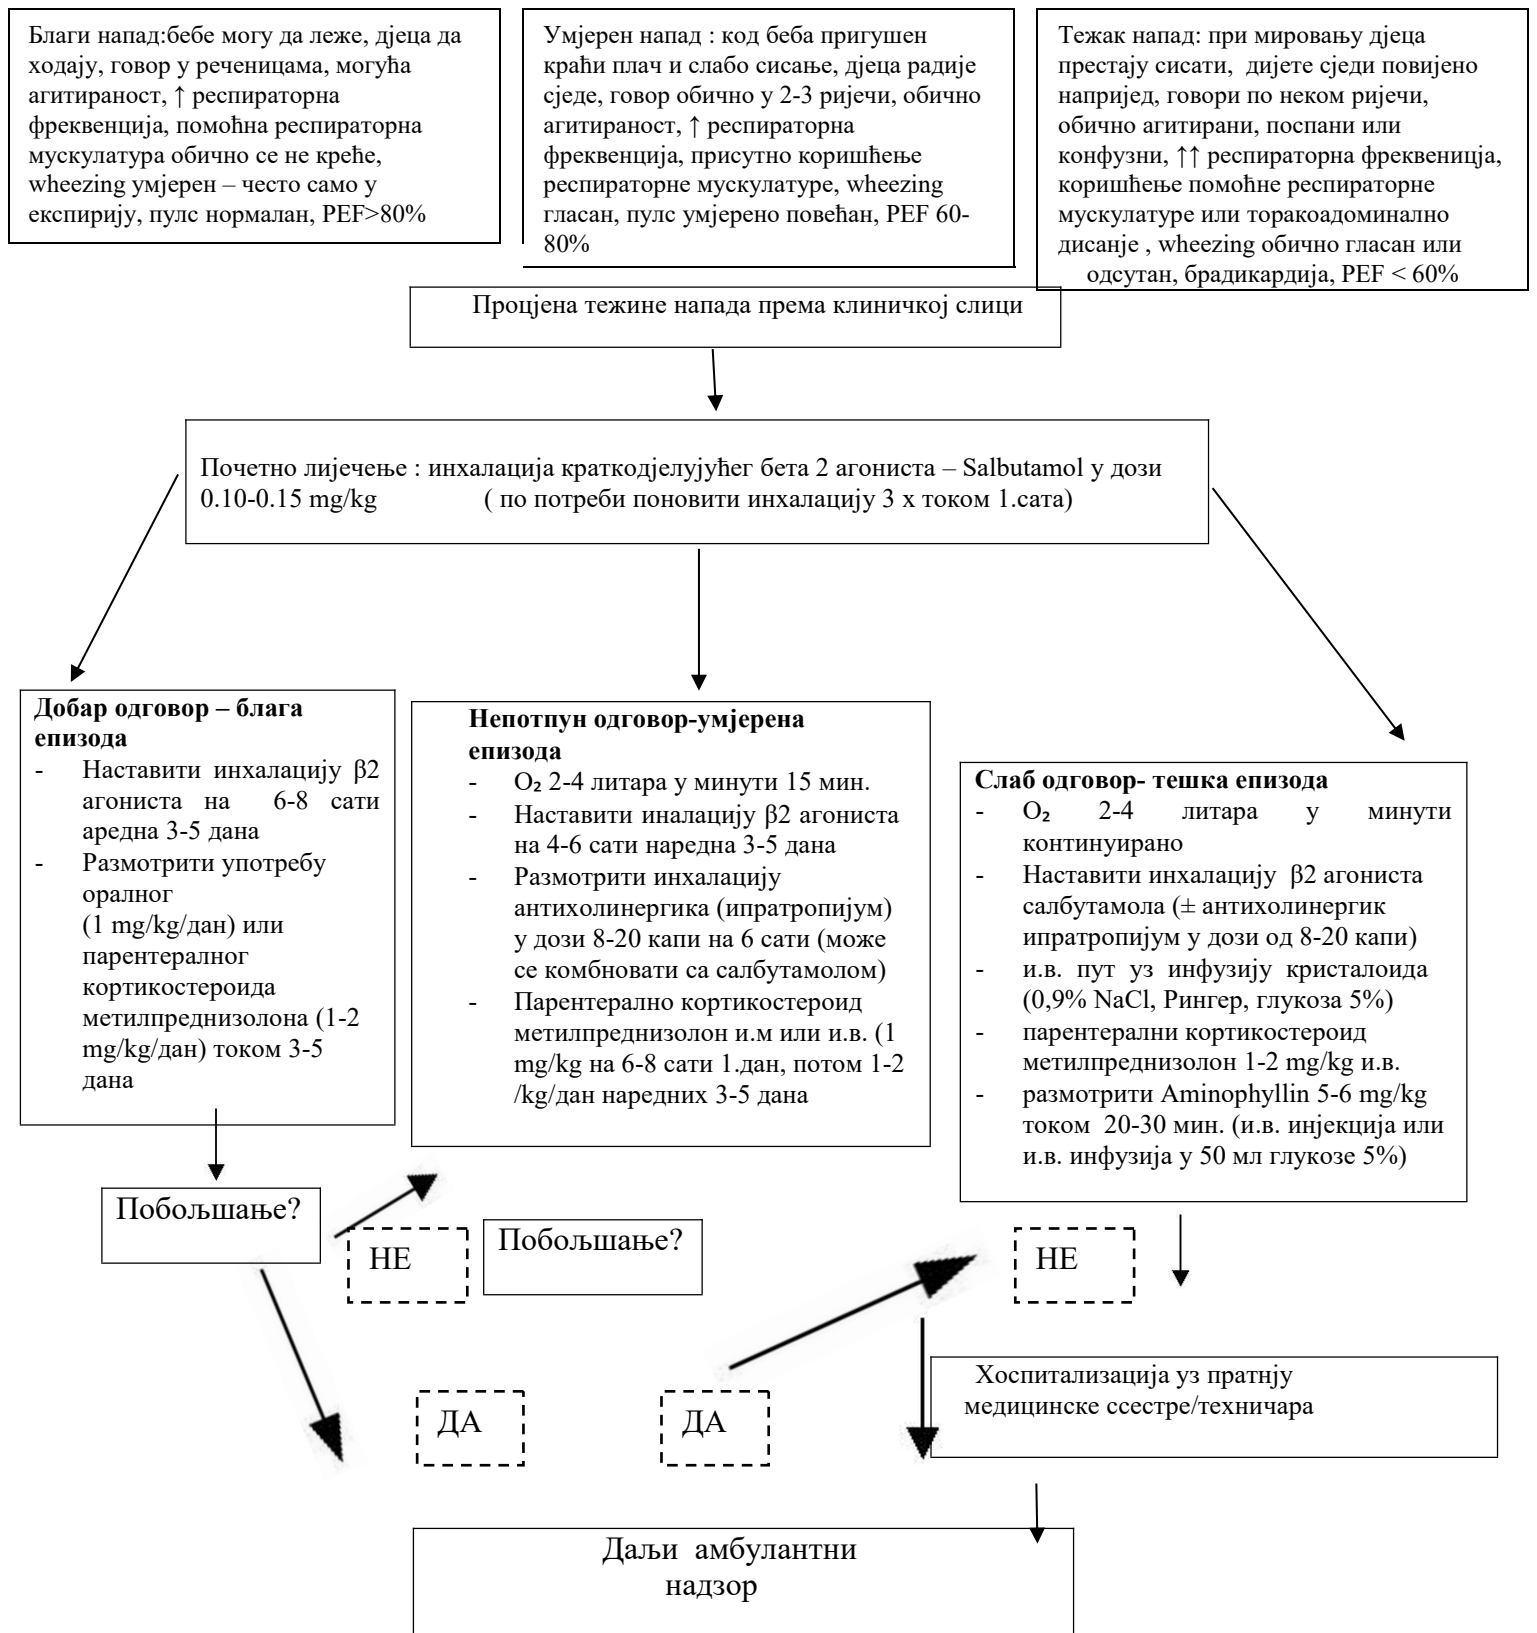 Благи напад:бебе могу да леже, дјеца да
ходају, говор у реченицама, могућа
агитираност, ↑ респираторна
фреквенција, помоћна респираторна
мускулатура обично се не креће,
wheezing умјерен – често само у
експирију, пулс нормалан, PEF>80%
Умјерен напад : код беба пригушен
краћи плач и слабо сисање, дјеца радије
сједе, говор обично у 2-3 ријечи, обично
агитираност, ↑ респираторна
фреквенција, присутно коришћење
респираторне мускулатуре, wheezing
гласан, пулс умјерено повећан, PEF 60-
80%
Тежак напад: при мировању дјеца
престају сисати, дијете сједи повијено
напријед, говори по неком ријечи,
обично агитирани, поспани или
конфузни, ↑↑ респираторна фреквеницја,
коришћење помоћне респираторне
мускулатуре или торакоадоминално
дисање , wheezing обично гласан или
одсутан, брадикардија, PEF < 60%
Процјена тежине напада према клиничкој слици
Почетно лијечење : инхалација краткодјелујућег бета 2 агониста – Salbutamol у дози
0.10-0.15 mg/kg ( по потреби поновити инхалацију 3 x током 1.сата)
Добар одговор – блага
епизода
- Наставити инхалацију β2
агониста на 6-8 сати
аредна 3-5 дана
- Размотрити употребу
оралног
(1 mg/kg/дан) или
парентералног
кортикостероида
метилпреднизолона (1-2
mg/kg/дан) током 3-5
дана
Непотпун одговор-умјерена
епизода
- O₂ 2-4 литара у минути 15 мин.
- Наставити иналацију β2 агониста
на 4-6 сати наредна 3-5 дана
- Размотрити инхалацију
антихолинергика (ипратропијум)
у дози 8-20 капи на 6 сати (може
се комбновати са салбутамолом)
- Парентерално кортикостероид
метилпреднизолон и.м или и.в. (1
mg/kg на 6-8 сати 1.дан, потом 1-2
/kg/дан наредних 3-5 дана
Слаб одговор- тешка епизода
- O₂ 2-4 литара у минути
континуирано
- Наставити инхалацију β2 агониста
салбутамола (± антихолинергик
ипратропијум у дози од 8-20 капи)
- и.в. пут уз инфузију кристалоида
(0,9% NaCl, Рингер, глукоза 5%)
- парентерални кортикостероид
метилпреднизолон 1-2 mg/kg и.в.
- размотрити Aminophyllin 5-6 mg/kg
током 20-30 мин. (и.в. инјекција или
и.в. инфузија у 50 мл глукозе 5%)
Побољшање?
НЕ
Побољшање?
НЕ
ДА
ДА
Хоспитализација уз пратњу
медицинске ссестре/техничара
Даљи амбулантни
надзор